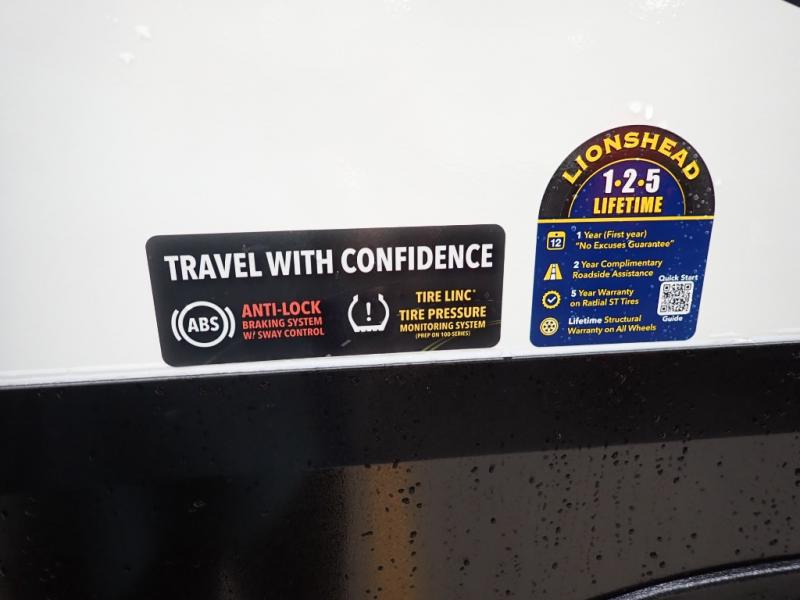 TRAVEL WITH CONFIDENCE
ABS
ANTI-LOCK
BRAKING SYSTEM
W/ SWAY CONTROL
!
TIRE LINC®
TIRE PRESSURE
MONITORING SYSTEM
(PREP ON 100-SERIES)
LIONSHEAD
1•2•5
LIFETIME
12
1 Year (First year)
"No Excuses Guarantee"
2 Year Complimentary
Roadside Assistance
5 Year Warranty
on Radial ST Tires
Lifetime Structural
Warranty on All Wheels
Quick Start
Guide